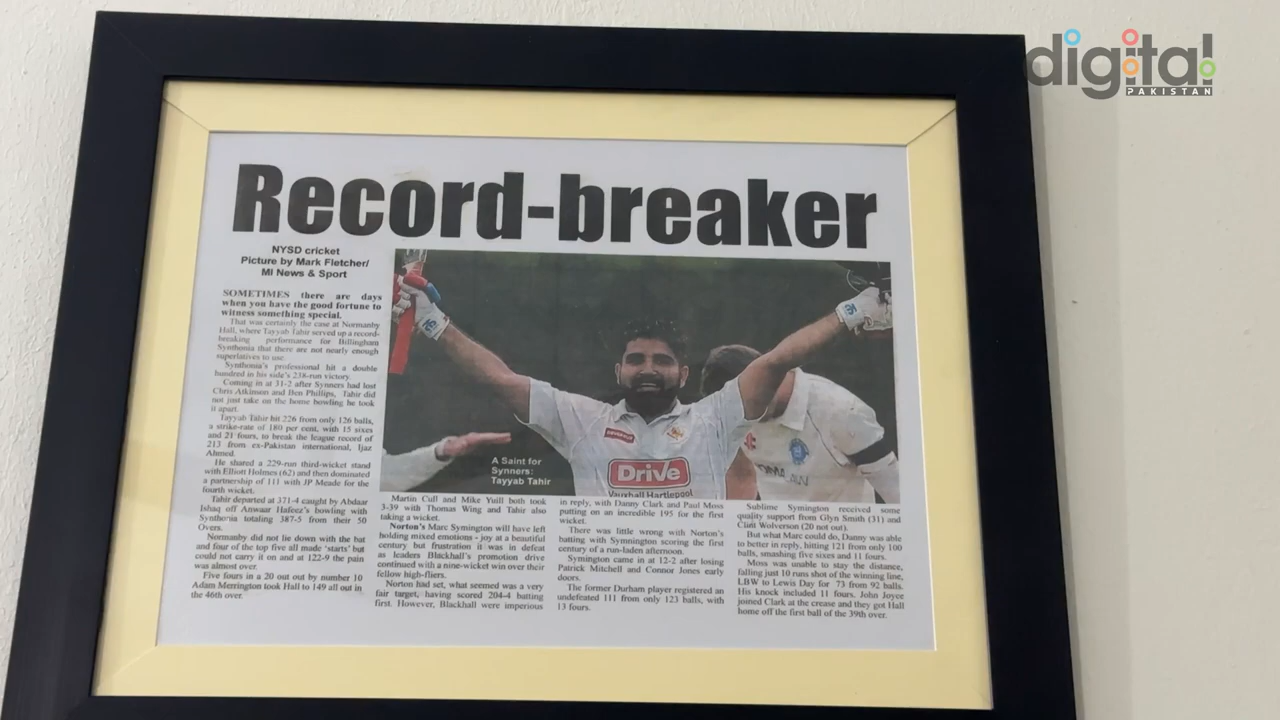 digital
PAKISTAN
Record-breaker
NYSD cricket
Picture by Mark Fletcher/
MI News & Sport
SOMETIMES there are days
when you have the good fortune to
witness something special.
That was certainly the case at Normanby
Hall, where Tayyab Tahir served up a record-
breaking performance for Billingham
Synthonia that there are not nearly enough
superlatives to use.
Synthonia's professional hit a double
hundred in his side's 238-run victory.
Coming in at 31-2 after Synners had lost
Chris Atkinson and Ben Phillips, Tahir did
not just take on the home bowling he took
it apart.
Tayyab Tahir hit 226 from only 126 balls,
a strike-rate of 180 per cent, with 15 sixes
and 21 fours, to break the league record of
213 from ex-Pakistan international, Ijaz
Ahmed.
He shared a 229-run third-wicket stand
with Elliott Holmes (62) and then dominated
a partnership of 111 with JP Meade for the
fourth wicket.
Tahir departed at 371-4 caught by Abdaar
Ishaq off Anwaar Hafeez's bowling with
Synthonia totaling 387-5 from their 50
Overs.
Normanby did not lie down with the bat
and four of the top five all made 'starts' but
could not carry it on and at 122-9 the pain
was almost over.
Five fours in a 20 out out by number 10
Adam Merrington took Hall to 149 all out in
the 46th over.
A Saint for
Synners:
Tayyab Tahir
Drive
Vauxhall Hartlepool
Martin Cull and Mike Yuill both took
3-39 with Thomas Wing and Tahir also
taking a wicket.
Norton's Marc Symington will have left
holding mixed emotions - joy at a beautiful
century but frustration it was in defeat
as leaders Blackhall's promotion drive
continued with a nine-wicket win over their
fellow high-fliers.
Norton had set, what seemed was a very
fair target, having scored 204-4 batting
first. However, Blackhall were imperious
in reply, with Danny Clark and Paul Moss
putting on an incredible 195 for the first
wicket.
There was little wrong with Norton's
batting with Symnington scoring the first
century of a run-laden afternoon.
Symington came in at 12-2 after losing
Patrick Mitchell and Connor Jones early
doors.
The former Durham player registered an
undefeated 111 from only 123 balls, with
13 fours.
Sublime Symington received some
quality support from Glyn Smith (31) and
Clint Wolverson (20 not out).
But what Marc could do, Danny was able
to better in reply, hitting 121 from only 100
balls, smashing five sixes and 11 fours.
Moss was unable to stay the distance,
falling just 10 runs shot of the winning line,
LBW to Lewis Day for 73 from 92 balls.
His knock included 11 fours. John Joyce
joined Clark at the crease and they got Hall
home off the first ball of the 39th over.